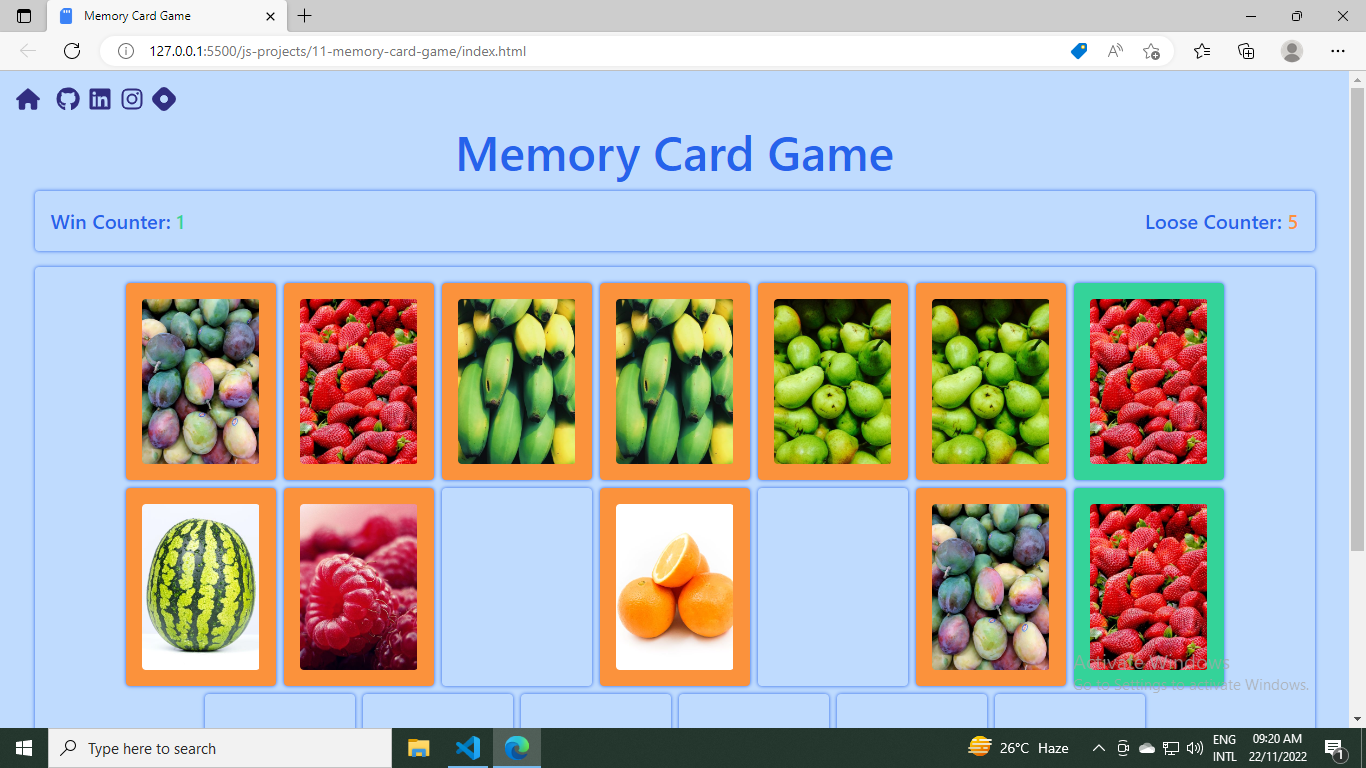 Memory Card Game
127.0.0.1:5500/js-projects/11-memory-card-game/index.html
Memory Card Game
Win Counter: 1
Loose Counter: 5
Activate Windows
Go to Settings to activate Windows.
Type here to search
26°C Haze
ENG
INTL
09:20 AM
22/11/2022
1